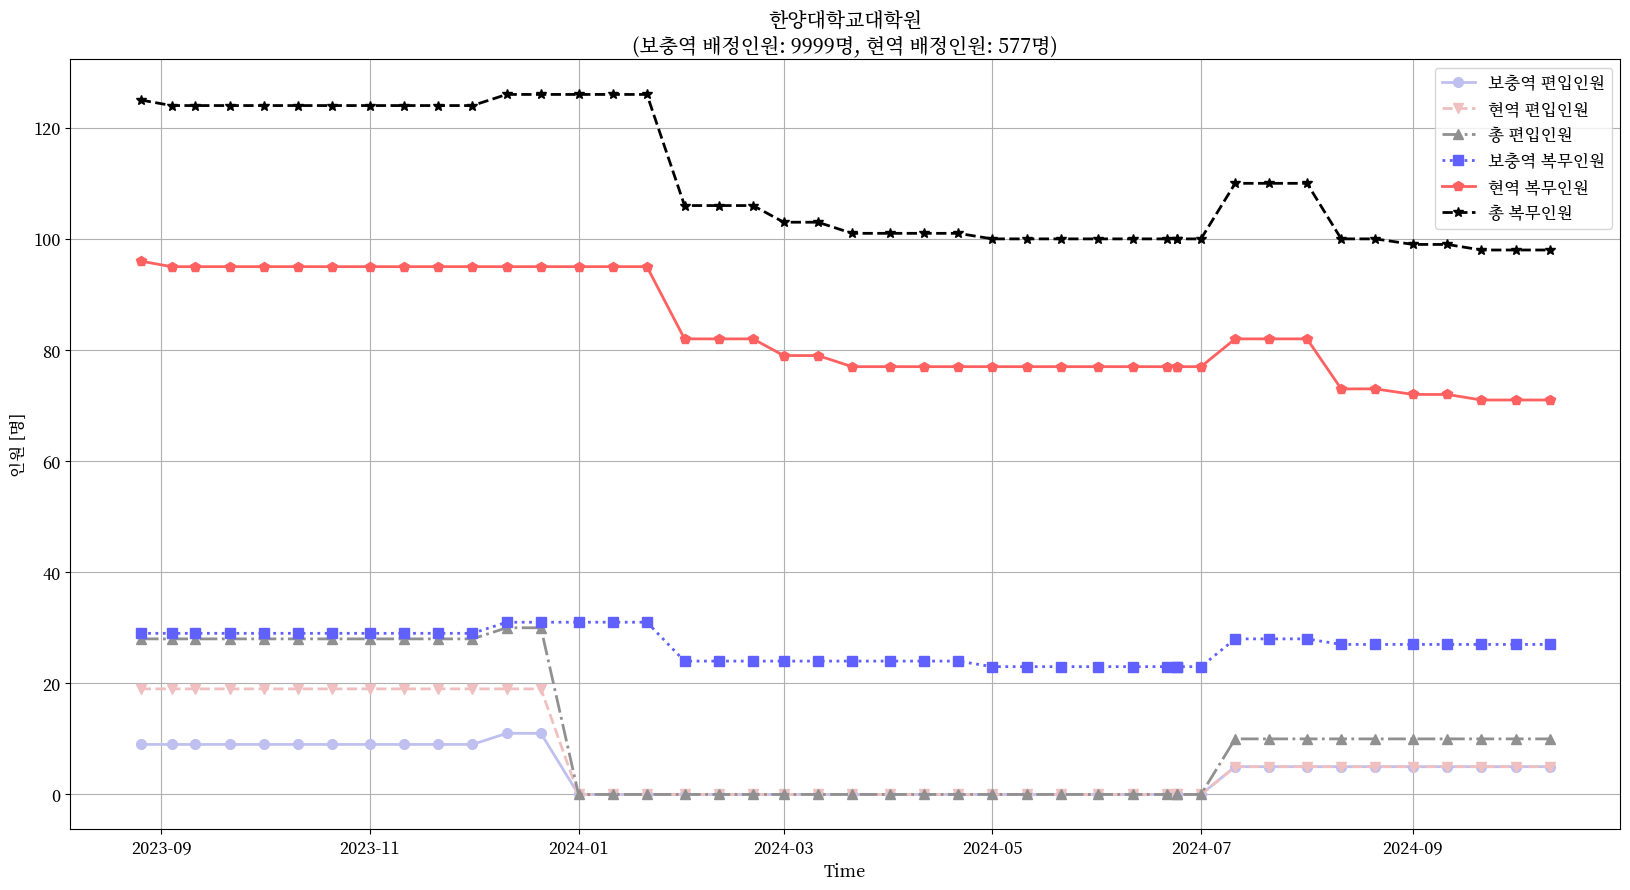 한양대학교대학원
(보충역 배정인원: 9999명, 현역 배정인원: 577명)
보충역 편입인원
현역 편입인원
총 편입인원
보충역 복무인원
현역 복무인원
총 복무인원
인원 [명]
120
100
80
60
40
20
0
2023-09
2023-11
2024-01
2024-03
2024-05
2024-07
2024-09
Time